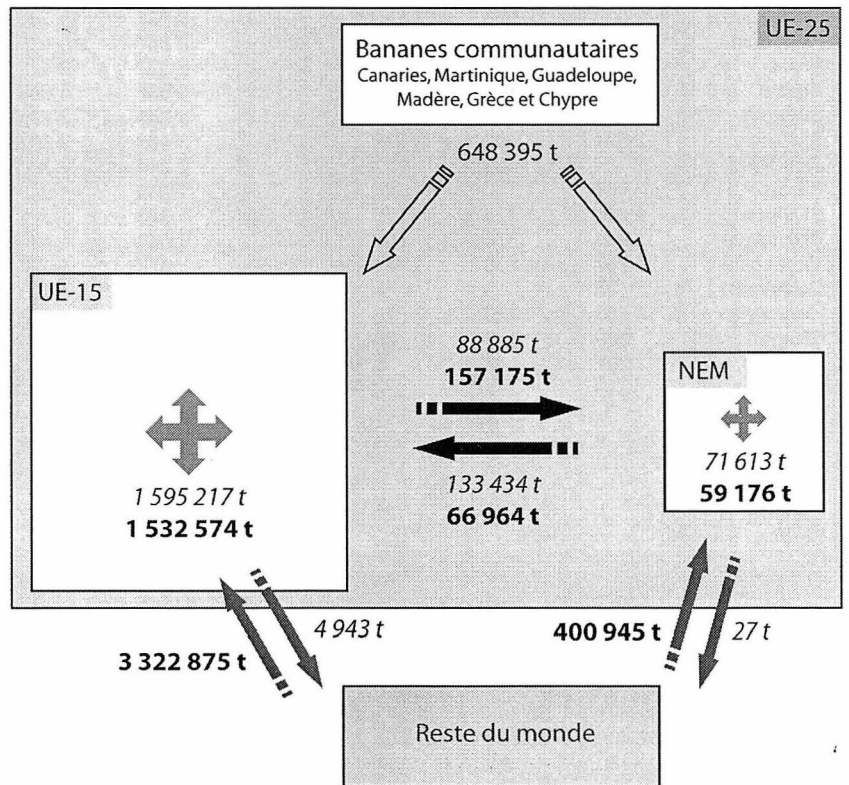 UE-25
Bananes communautaires
Canaries, Martinique, Guadeloupe,
Madère, Grèce et Chypre
648 395 t
UE-15
88 885 t
157 175 t
NEM
133 434 t
66 964 t
71 613 t
59 176 t
1 595 217 t
1 532 574 t
4 943 t
3 322 875 t
400 945 t
27 t
Reste du monde